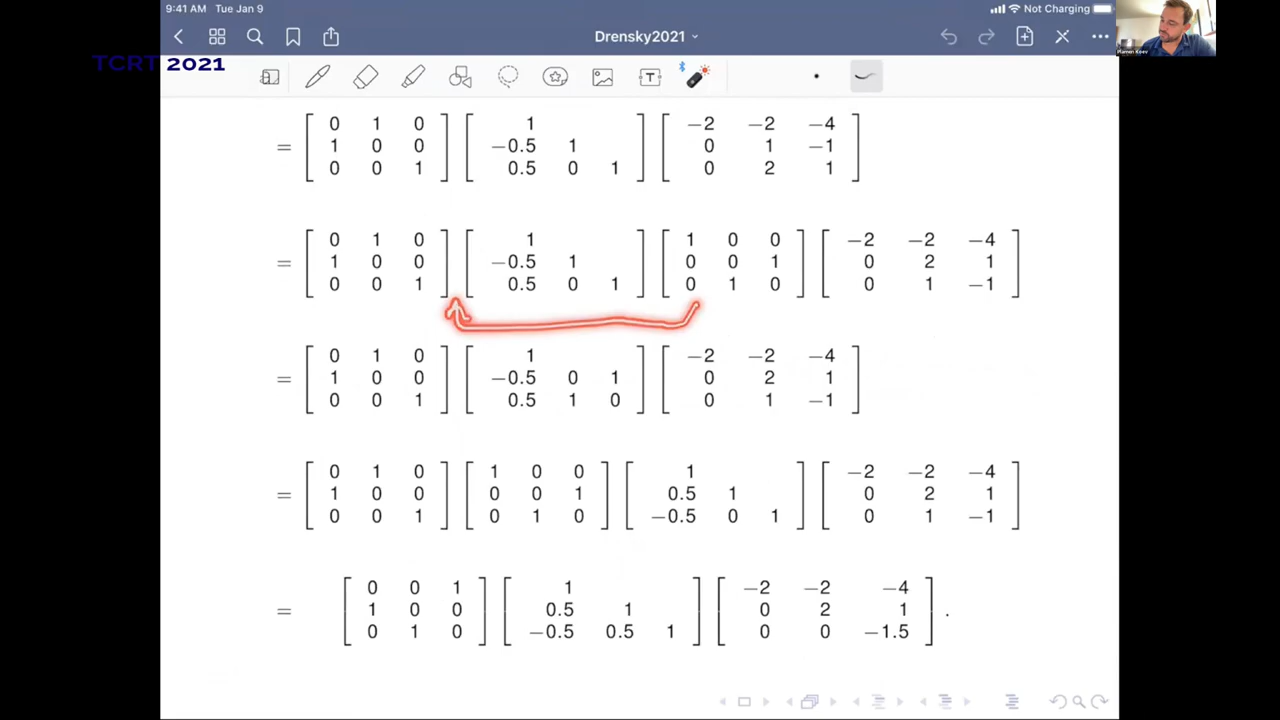 9:41 AM Tue Jan 9
Not Charging
Drensky2021
TCRT 2021
T
Plamen Koev
0 1 0 1 −2 −2 −4
= 1 0 0 −0.5 1 0 1 −1
0 0 1 0.5 0 1 0 2 1
0 1 0 1 1 0 0 −2 −2 −4
= 1 0 0 −0.5 1 0 0 1 0 2 1
0 0 1 0.5 0 1 0 1 0 0 1 −1
0 1 0 1 −2 −2 −4
= 1 0 0 −0.5 0 1 0 2 1
0 0 1 0.5 1 0 0 1 −1
0 1 0 1 0 0 1 −2 −2 −4
= 1 0 0 0 0 1 0.5 1 0 2 1
0 0 1 0 1 0 −0.5 0 1 0 1 −1
0 0 1 1 −2 −2 −4
= 1 0 0 0.5 1 0 2 1 .
0 1 0 −0.5 0.5 1 0 0 −1.5